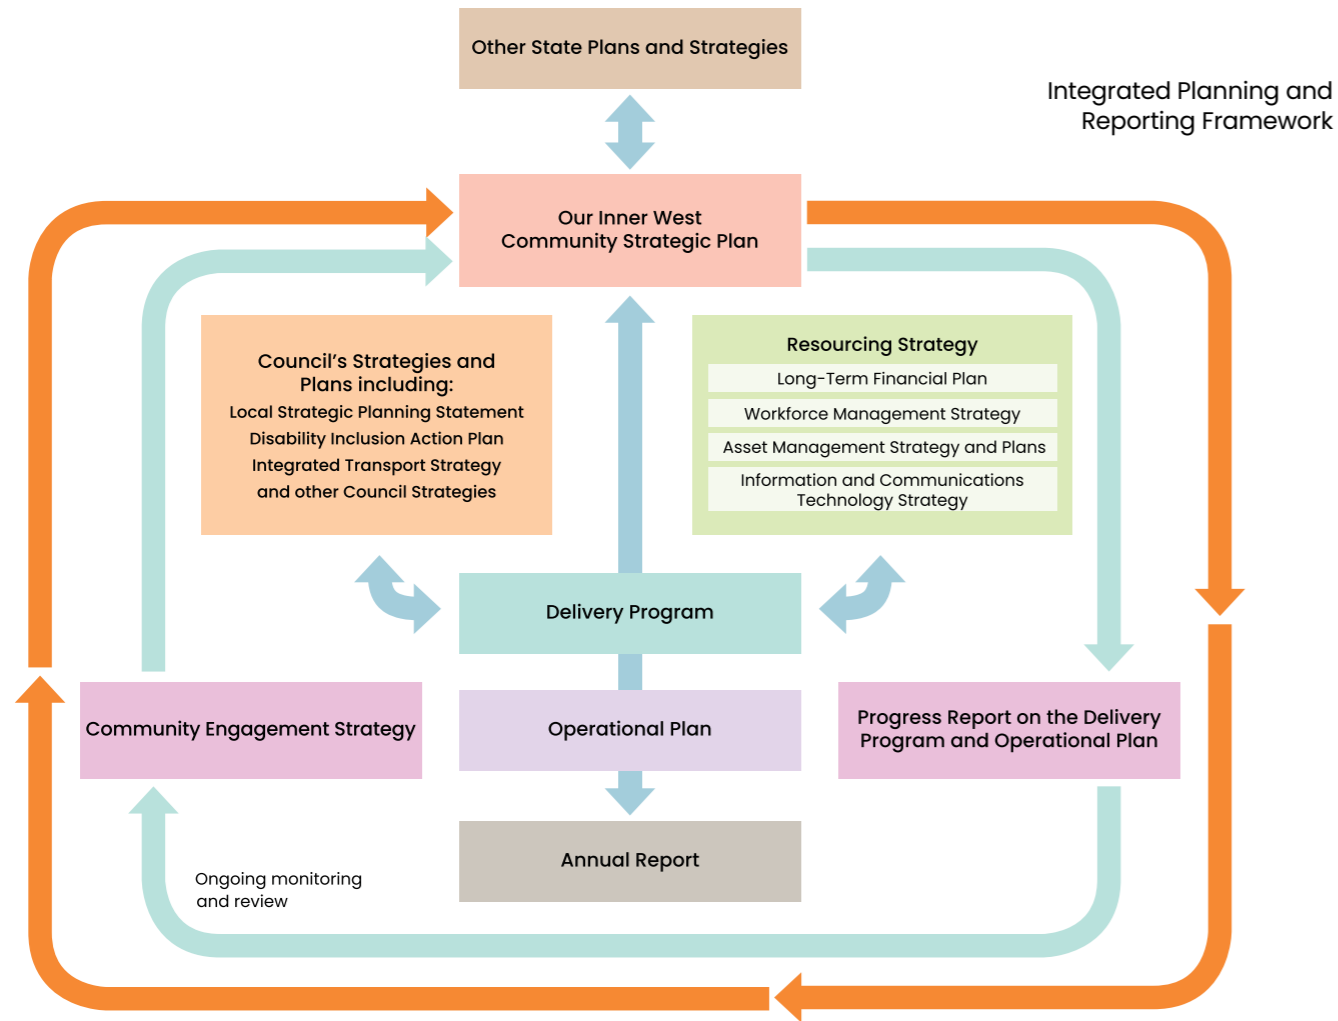 Other State Plans and Strategies
Integrated Planning and
Reporting Framework
Our Inner West
Community Strategic Plan
Council’s Strategies and
Plans including:
Local Strategic Planning Statement
Disability Inclusion Action Plan
Integrated Transport Strategy
and other Council Strategies
Resourcing Strategy
Long-Term Financial Plan
Workforce Management Strategy
Asset Management Strategy and Plans
Information and Communications
Technology Strategy
Delivery Program
Community Engagement Strategy
Operational Plan
Progress Report on the Delivery
Program and Operational Plan
Annual Report
Ongoing monitoring
and review